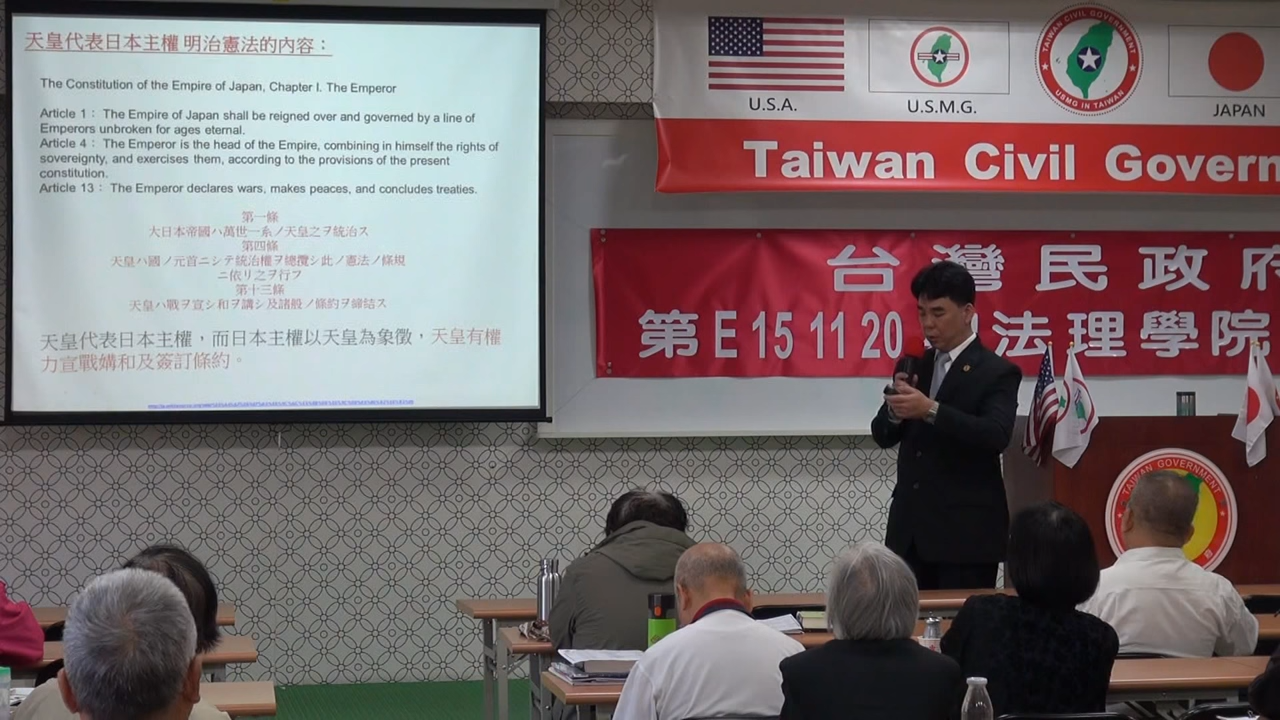 天皇代表日本主權 明治憲法的內容：
The Constitution of the Empire of Japan, Chapter I. The Emperor
Article 1： The Empire of Japan shall be reigned over and governed by a line of
Emperors unbroken for ages eternal.
Article 4： The Emperor is the head of the Empire, combining in himself the rights of
sovereignty, and exercises them, according to the provisions of the present
constitution.
Article 13： The Emperor declares wars, makes peaces, and concludes treaties.
第一條
大日本帝國ハ萬世一系ノ天皇之ヲ統治ス
第四條
天皇ハ國ノ元首ニシテ統治權ヲ總攬シ此ノ憲法ノ條規
ニ依リ之ヲ行フ
第十三條
天皇ハ戰ヲ宣シ和ヲ講シ及諸般ノ條約ヲ締結ス
天皇代表日本主權，而日本主權以天皇為象徵，天皇有權
力宣戰媾和及簽訂條約。
U.S.A.
U.S.M.G.
TAIWAN CIVIL GOVERNMENT
USMG IN TAIWAN
JAPAN
Taiwan Civil Govern
台灣民政府
第E 15 11 20 法理學院
TAIWAN GOVERNMENT